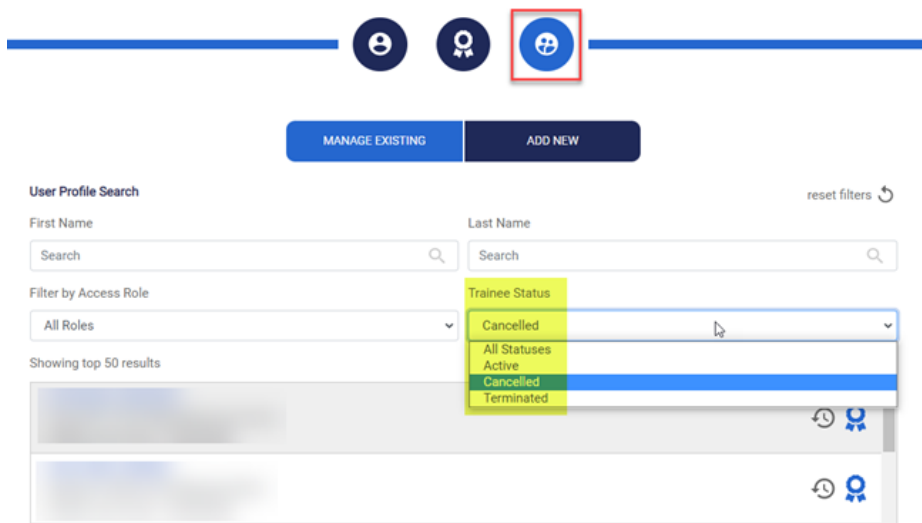 MANAGE EXISTING
ADD NEW
User Profile Search
reset filters
First Name
Last Name
Search
Search
Filter by Access Role
Trainee Status
All Roles
Cancelled
All Statuses
Active
Cancelled
Terminated
Showing top 50 results